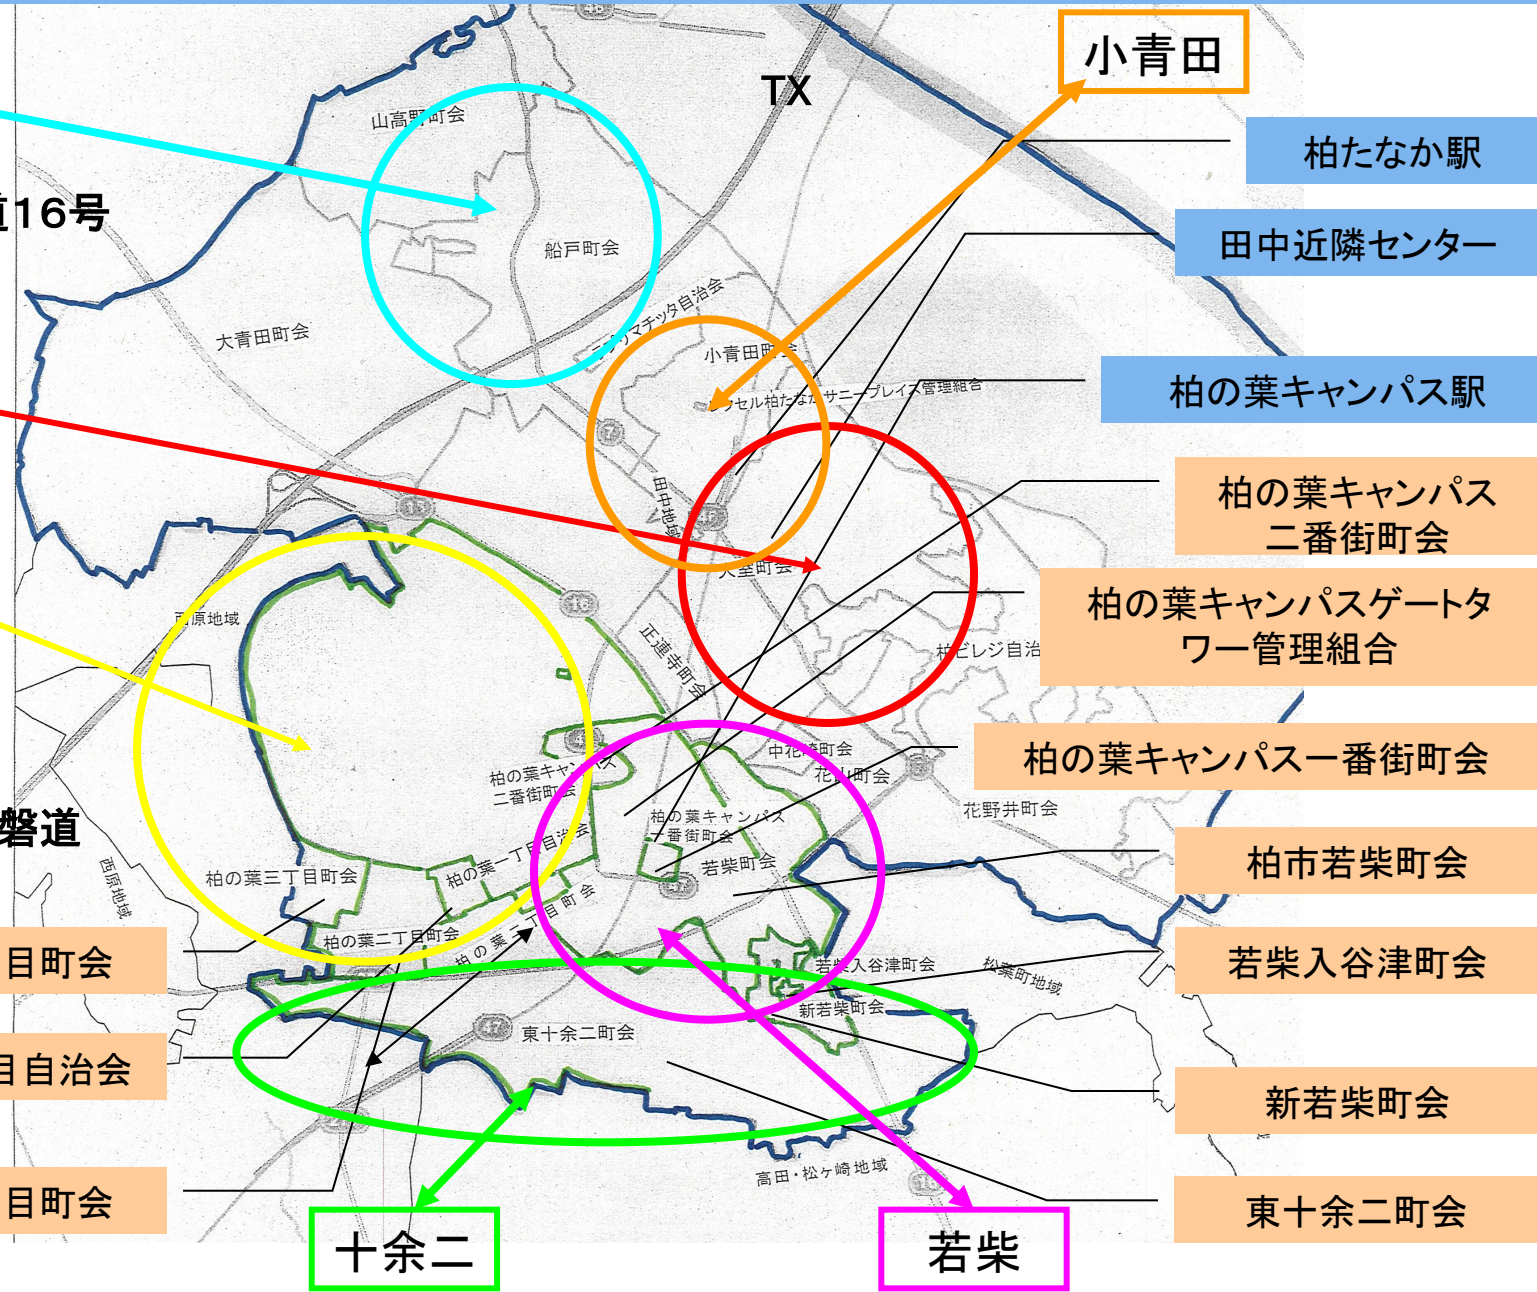 小青田
TX
柏たなか駅
山高野町会
道16号
田中近隣センター
船戸町会
大青田町会
小青田町会
柏の葉キャンパス駅
柏の葉キャンパス
二番街町会
田中地域
大室町会
柏の葉キャンパスゲートタ
ワー管理組合
西原地域
正連寺町会
柏ビレジ自治
16
中花崎町会
花山町会
柏の葉キャンパス一番街町会
柏の葉キャンパス
二番街町会
花野井町会
柏の葉キャンパス
一番街町会
磐道
柏の葉一丁目自治会
若柴町会
柏市若柴町会
西原地域
柏の葉三丁目町会
柏の葉二丁目町会
目町会
若柴入谷津町会
松葉町地域
若柴入谷津町会
新若柴町会
47
東十余二町会
目自治会
新若柴町会
高田・松ヶ崎地域
16
目町会
東十余二町会
十余二
若柴